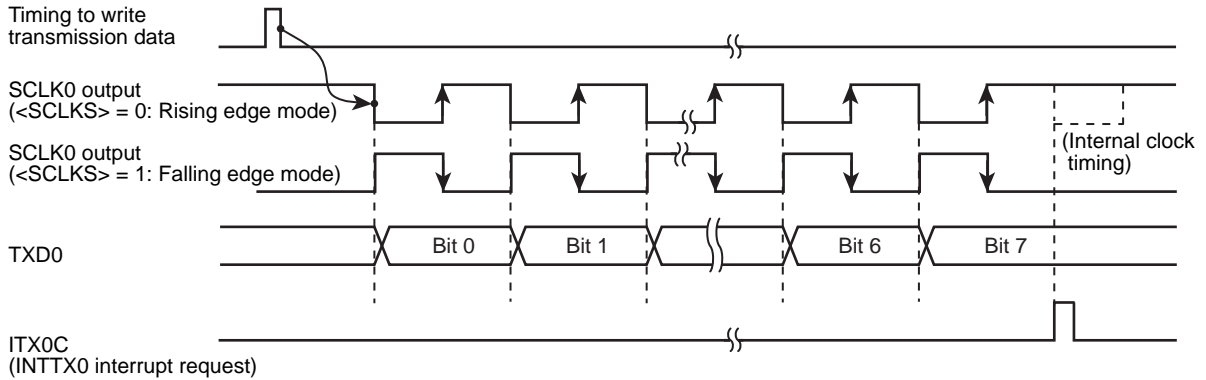 Timing to write
transmission data
SCLK0 output
(<SCLKS> = 0: Rising edge mode)
(Internal clock
timing)
SCLK0 output
(<SCLKS> = 1: Falling edge mode)
TXD0
Bit 0
Bit 1
Bit 6
Bit 7
ITX0C
(INTTX0 interrupt request)